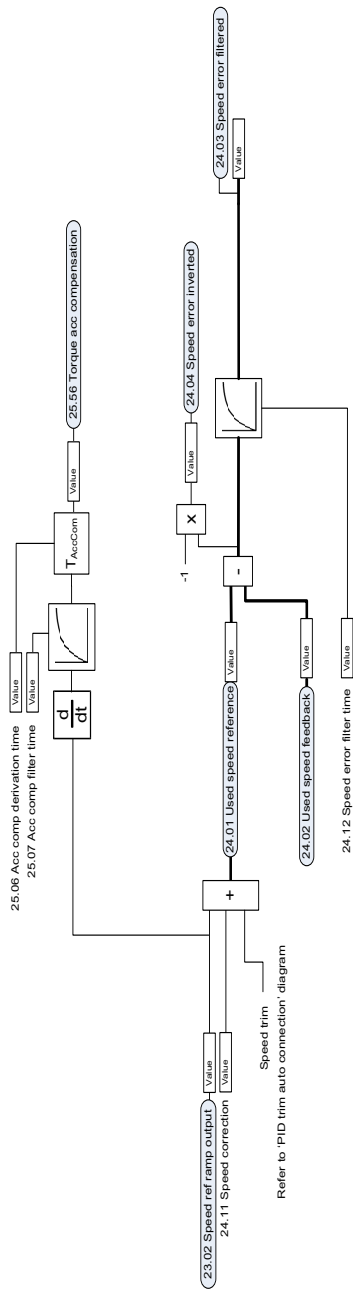 25.06 Acc comp derivation time
Value
25.07 Acc comp filter time
Value
d
dt
TAccCom
Value
25.56 Torque acc compensation
23.02 Speed ref ramp output
Value
24.11 Speed correction
Value
Speed trim
Refer to 'PID trim auto connection' diagram
+
24.01 Used speed reference
Value
24.02 Used speed feedback
Value
-
-1
x
Value
24.04 Speed error inverted
24.12 Speed error filter time
Value
24.03 Speed error filtered
Value